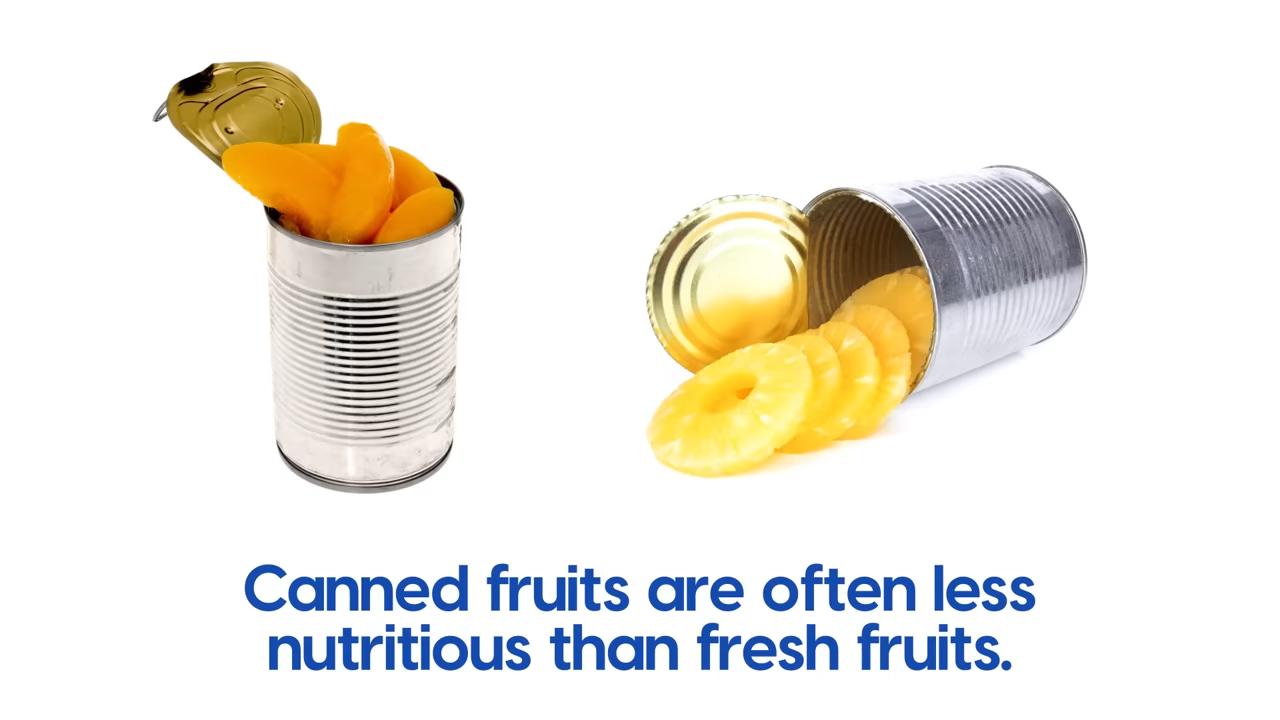 Canned fruits are often less
nutritious than fresh fruits.